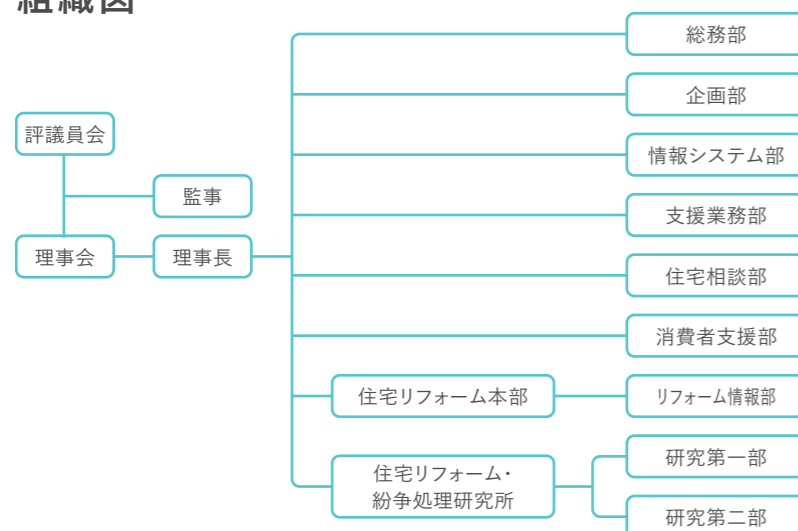 組織図
総務部
企画部
評議員会
情報システム部
監事
支援業務部
理事会
理事長
住宅相談部
消費者支援部
住宅リフォーム本部
リフォーム情報部
住宅リフォーム・
紛争処理研究所
研究第一部
研究第二部